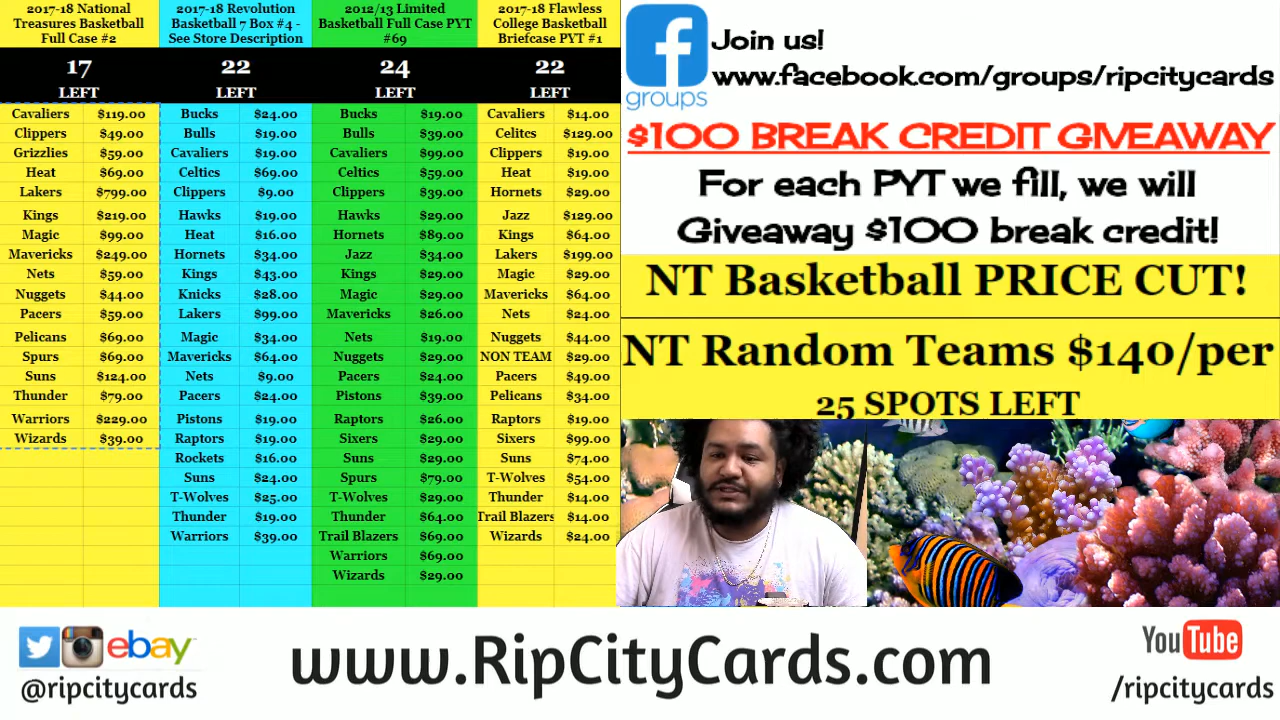 2017-18 National
Treasures Basketball
Full Case #2
17
LEFT
Cavaliers $119.00
Clippers $49.00
Grizzlies $59.00
Heat $69.00
Lakers $799.00
Kings $219.00
Magic $99.00
Mavericks $249.00
Nets $59.00
Nuggets $44.00
Pacers $59.00
Pelicans $69.00
Spurs $69.00
Suns $124.00
Thunder $79.00
Warriors $229.00
Wizards $39.00
2017-18 Revolution
Basketball 7 Box #4 -
See Store Description
22
LEFT
Bucks $24.00
Bulls $19.00
Cavaliers $19.00
Celtics $69.00
Clippers $9.00
Hawks $19.00
Heat $16.00
Hornets $34.00
Kings $43.00
Knicks $28.00
Lakers $99.00
Magic $34.00
Mavericks $64.00
Nets $9.00
Pacers $24.00
Pistons $19.00
Raptors $19.00
Rockets $16.00
Suns $24.00
T-Wolves $25.00
Thunder $19.00
Warriors $39.00
2012/13 Limited
Basketball Full Case PYT
#69
24
LEFT
Bucks $19.00
Bulls $39.00
Cavaliers $99.00
Celtics $59.00
Clippers $39.00
Hawks $29.00
Hornets $89.00
Jazz $34.00
Kings $29.00
Magic $29.00
Mavericks $26.00
Nets $19.00
Nuggets $29.00
Pacers $24.00
Pistons $39.00
Raptors $26.00
Sixers $29.00
Suns $29.00
Spurs $79.00
T-Wolves $29.00
Thunder $64.00
Trail Blazers $69.00
Warriors $69.00
Wizards $29.00
2017-18 Flawless
College Basketball
Briefcase PYT #1
22
LEFT
Cavaliers $14.00
Celitcs $129.00
Clippers $19.00
Heat $19.00
Hornets $29.00
Jazz $129.00
Kings $64.00
Lakers $199.00
Magic $29.00
Mavericks $64.00
Nets $24.00
Nuggets $44.00
NON TEAM $29.00
Pacers $49.00
Pelicans $34.00
Raptors $19.00
Sixers $99.00
Suns $74.00
T-Wolves $54.00
Thunder $14.00
Trail Blazers $14.00
Wizards $24.00
f
groups
Join us!
www.facebook.com/groups/ripcitycards
$100 BREAK CREDIT GIVEAWAY
For each PYT we fill, we will
Giveaway $100 break credit!
NT Basketball PRICE CUT!
NT Random Teams $140/per
25 SPOTS LEFT
ebay
@ripcitycards
www.RipCityCards.com
YouTube
/ripcitycards